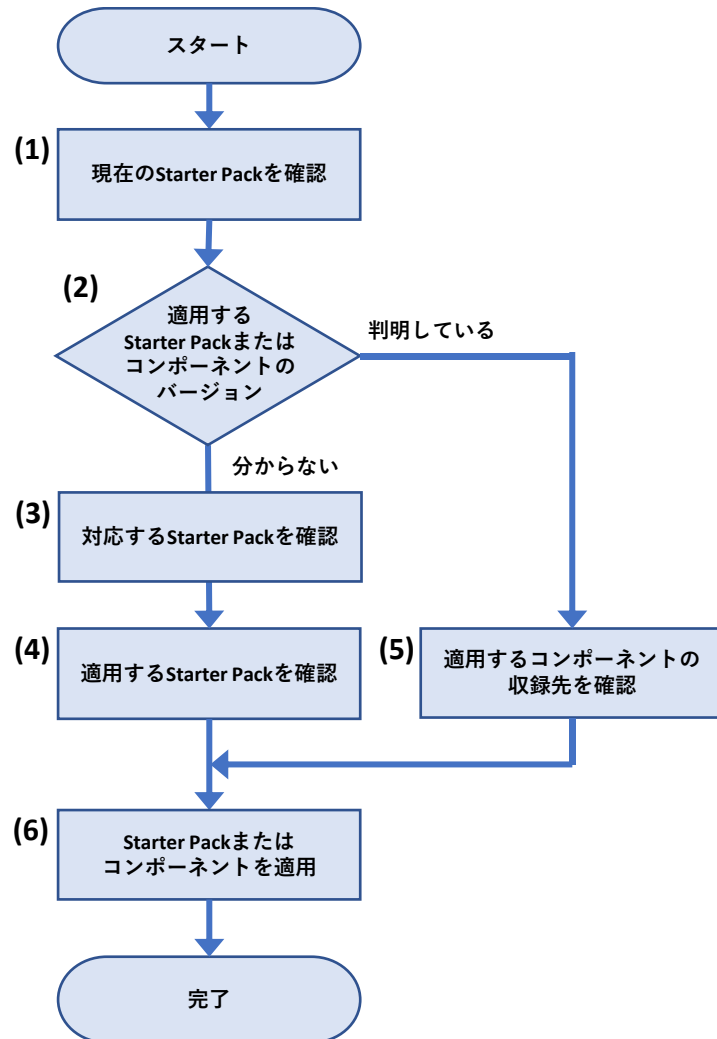 スタート
(1)
現在のStarter Packを確認
(2)
適用する
Starter Packまたは
コンポーネントの
バージョン
判明している
分からない
(3)
対応するStarter Packを確認
(4)
適用するStarter Packを確認
(5)
適用するコンポーネントの
収録先を確認
(6)
Starter Packまたは
コンポーネントを適用
完了